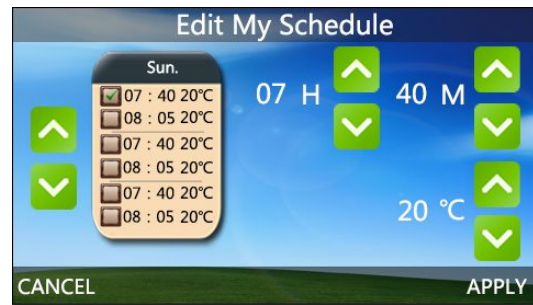 Edit My Schedule
Sun.
07 : 40 20℃
08 : 05 20℃
07 : 40 20℃
08 : 05 20℃
07 : 40 20℃
08 : 05 20℃
07 H
40 M
20 ℃
CANCEL
APPLY